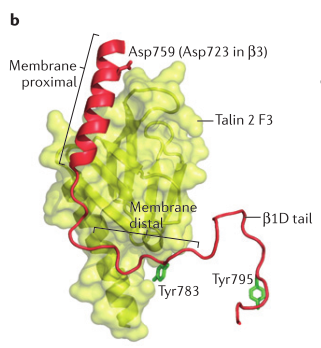 b
Asp759 (Asp723 in β3)
Membrane
proximal
Talin 2 F3
Membrane
distal
β1D tail
Tyr783
Tyr795